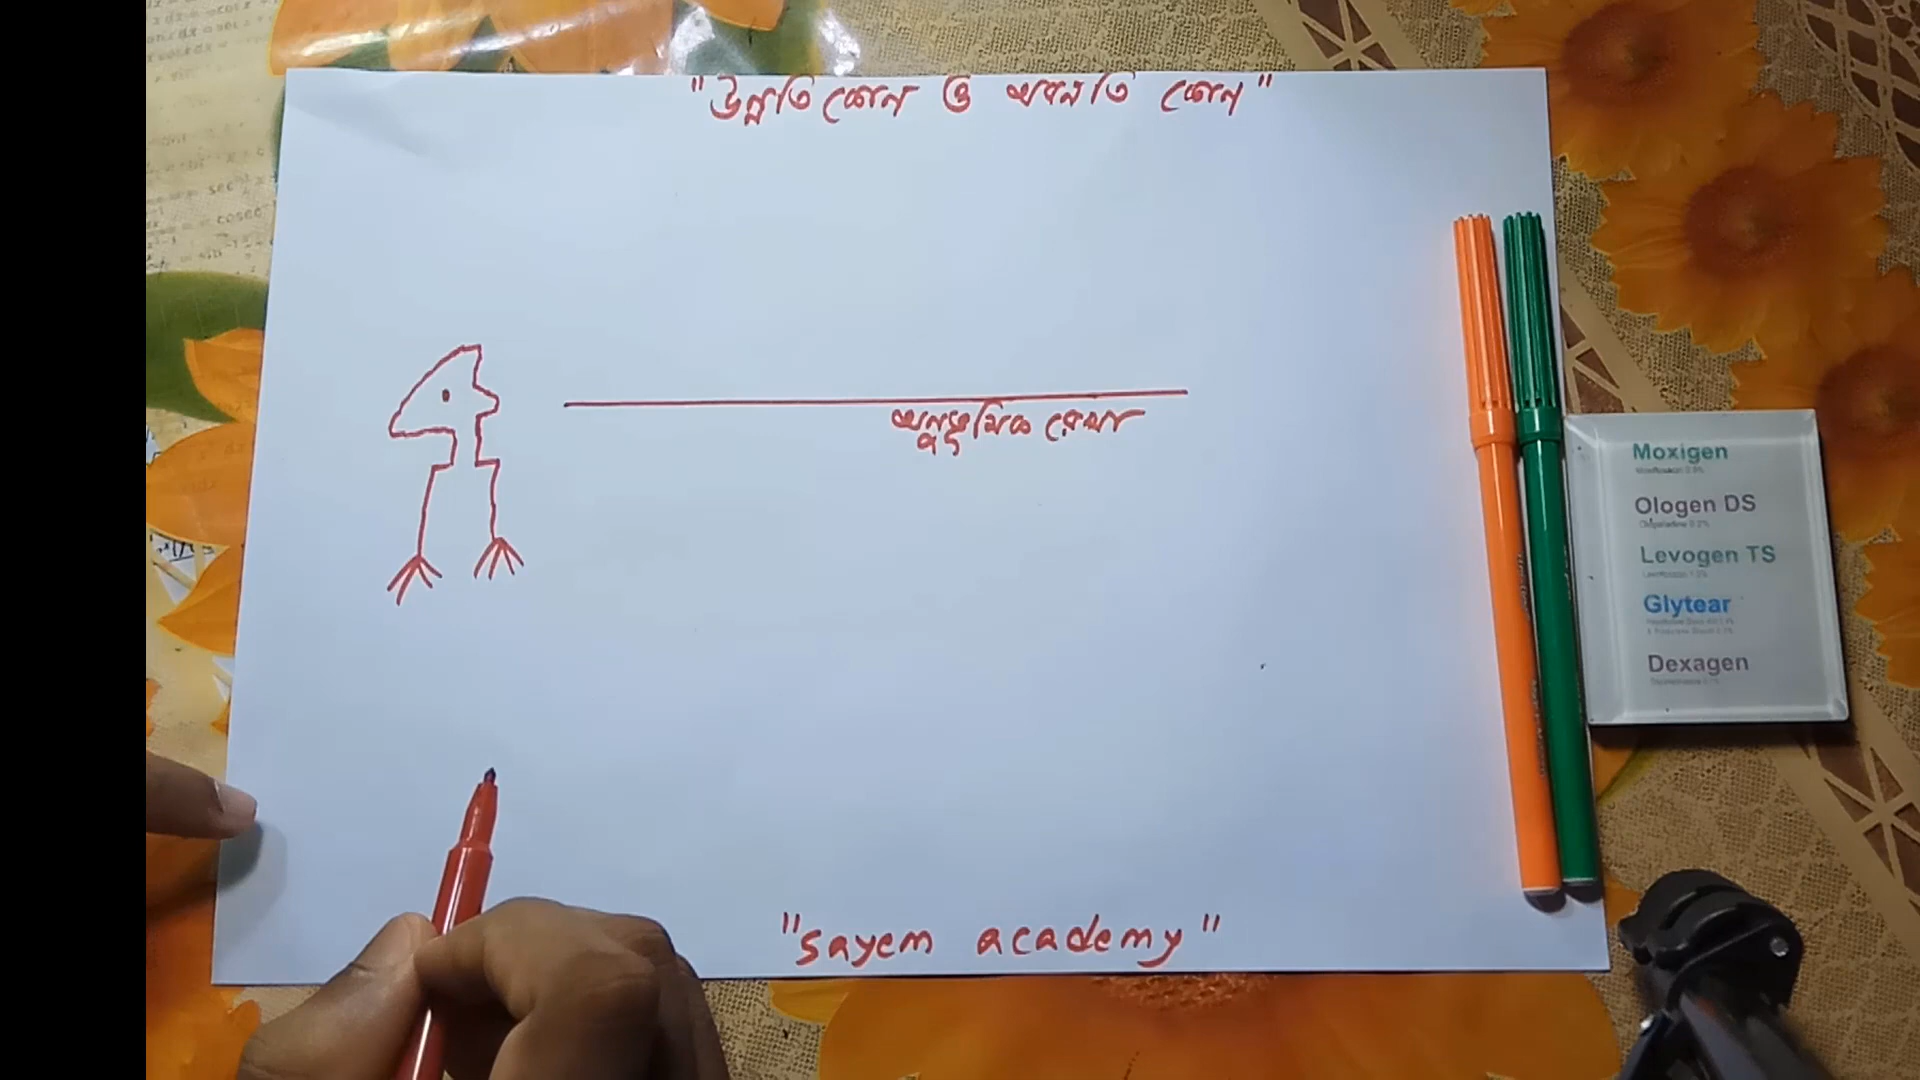 "উন্নতি কোন ও অবনতি কোন"
অনুভূমিক রেখা
Moxigen
Ologen DS
Levogen TS
Glytear
Dexagen
"sayem academy"